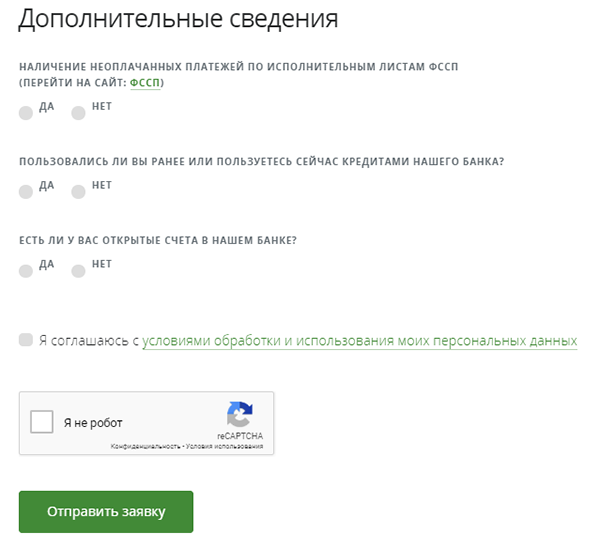 Дополнительные сведения
НАЛИЧЕНИЕ НЕОПЛАЧЕННЫХ ПЛАТЕЖЕЙ ПО ИСПОЛНИТЕЛЬНЫМ ЛИСТАМ ФССП
(ПЕРЕЙТИ НА САЙТ: ФССП)
ДА НЕТ
ПОЛЬЗОВАЛИСЬ ЛИ ВЫ РАНЕЕ ИЛИ ПОЛЬЗУЕТЕСЬ СЕЙЧАС КРЕДИТАМИ НАШЕГО БАНКА?
ДА НЕТ
ЕСТЬ ЛИ У ВАС ОТКРЫТЫЕ СЧЕТА В НАШЕМ БАНКЕ?
ДА НЕТ
Я соглашаюсь с условиями обработки и использования моих персональных данных
Я не робот
reCAPTCHA
Конфиденциальность - Условия использования
Отправить заявку